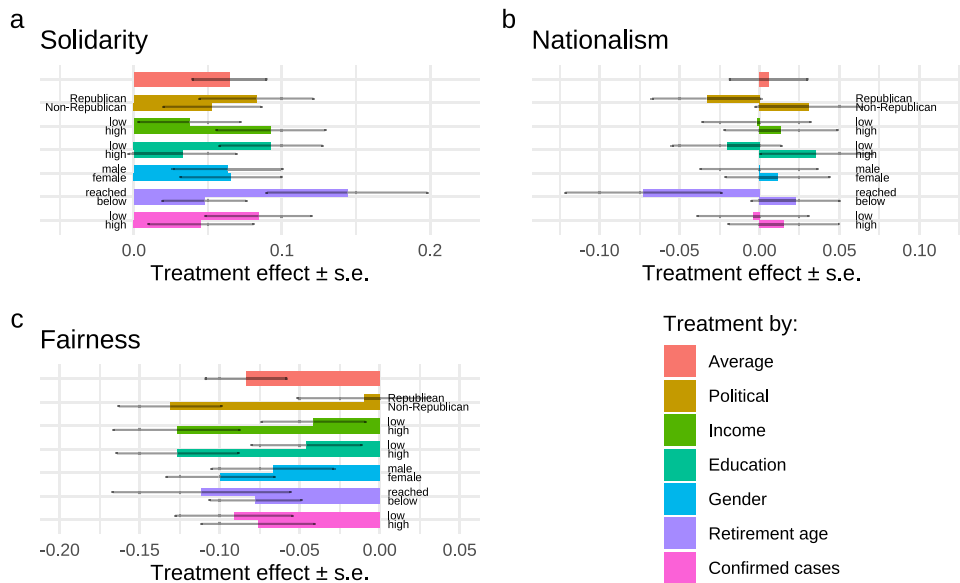 a
Solidarity
Republican
Non-Republican
low
high
low
high
male
female
reached
below
low
high
0.0 0.1 0.2
Treatment effect ± s.e.
b
Nationalism
Republican
Non-Republican
low
high
low
high
male
female
reached
below
low
high
-0.10 -0.05 0.00 0.05 0.10
Treatment effect ± s.e.
c
Fairness
Republican
Non-Republican
low
high
low
high
male
female
reached
below
low
high
-0.20 -0.15 -0.10 -0.05 0.00 0.05
Treatment effect ± s.e.
Treatment by:
Average
Political
Income
Education
Gender
Retirement age
Confirmed cases